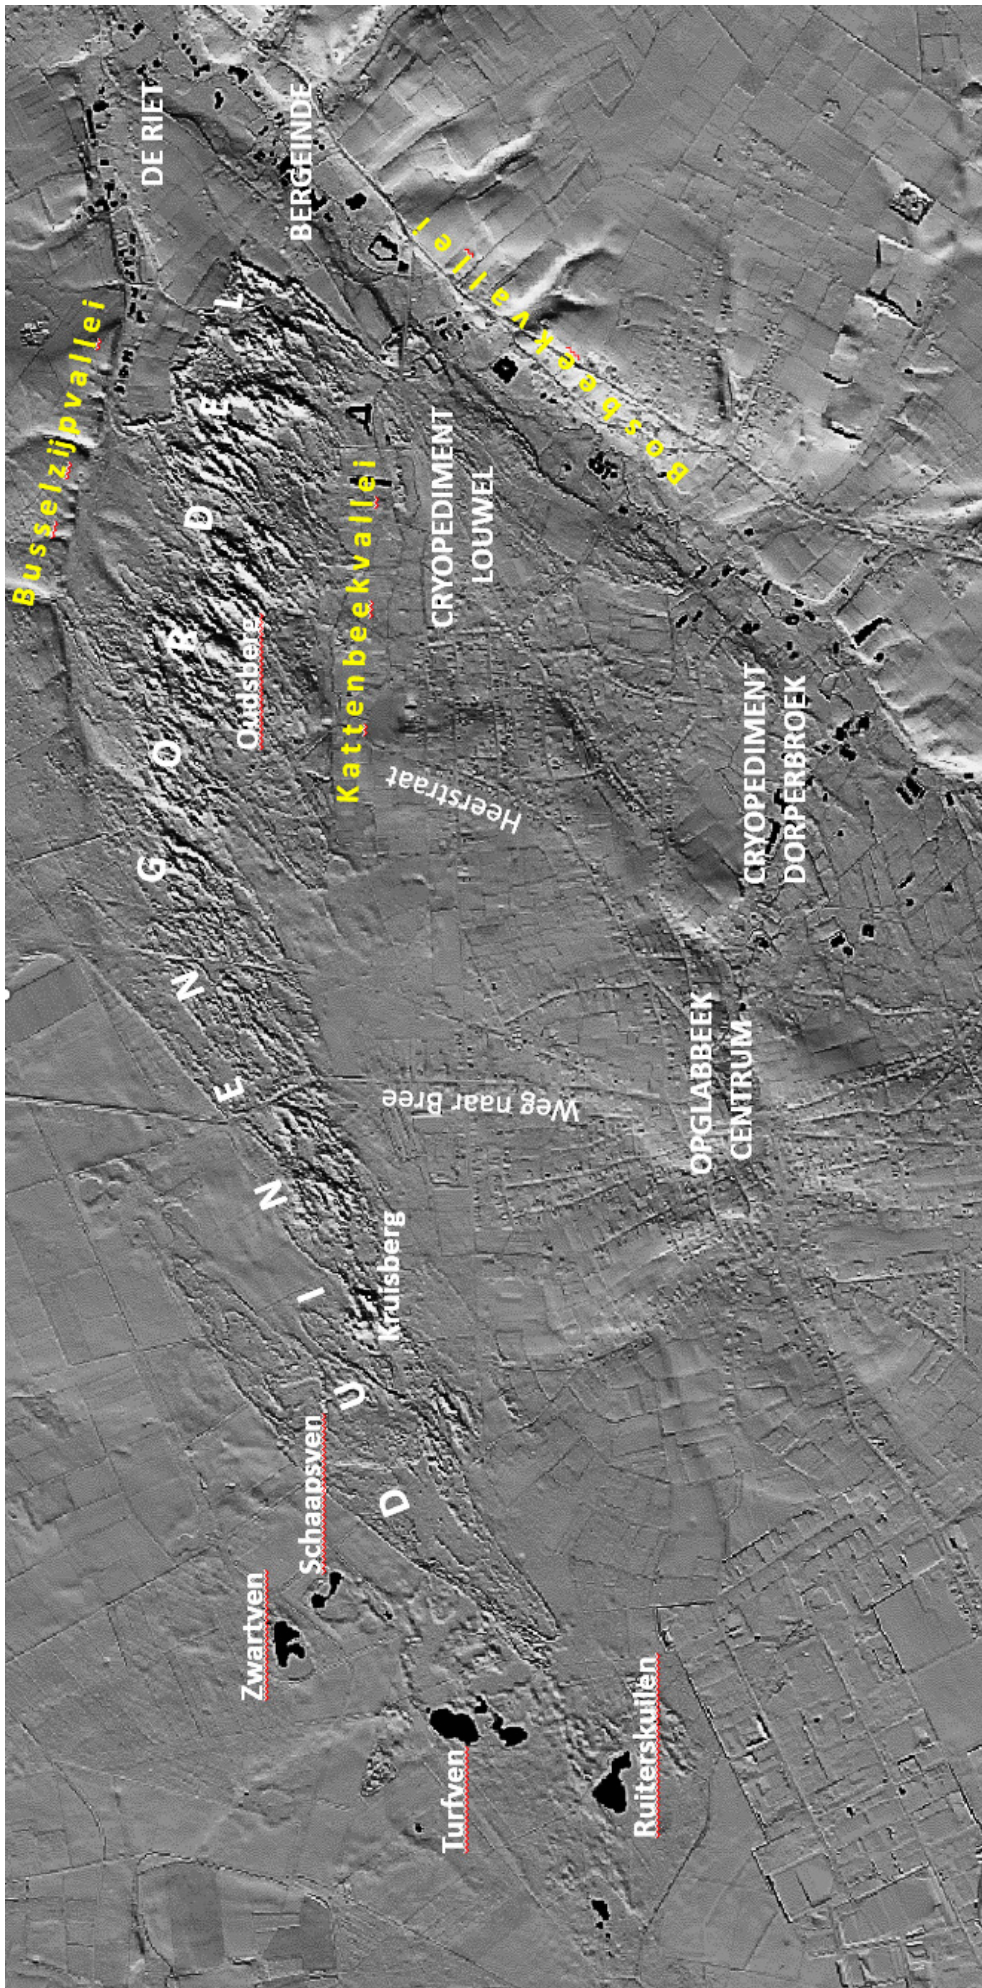 Busselzijpvallei
DE RIET
D U I N E N G O R D E L
Zwartven
Oudsberg
BERGEINDE
Schaapsven
Kattenbeekvallei
Kruisberg
Heerstraat
Weg naar Bree
Bosbeekvallei
CRYOPEDIMENT
LOUWEL
Turfven
Ruiterskuilen
OPGLABBEEK
CENTRUM
CRYOPEDIMENT
DORPERBROEK